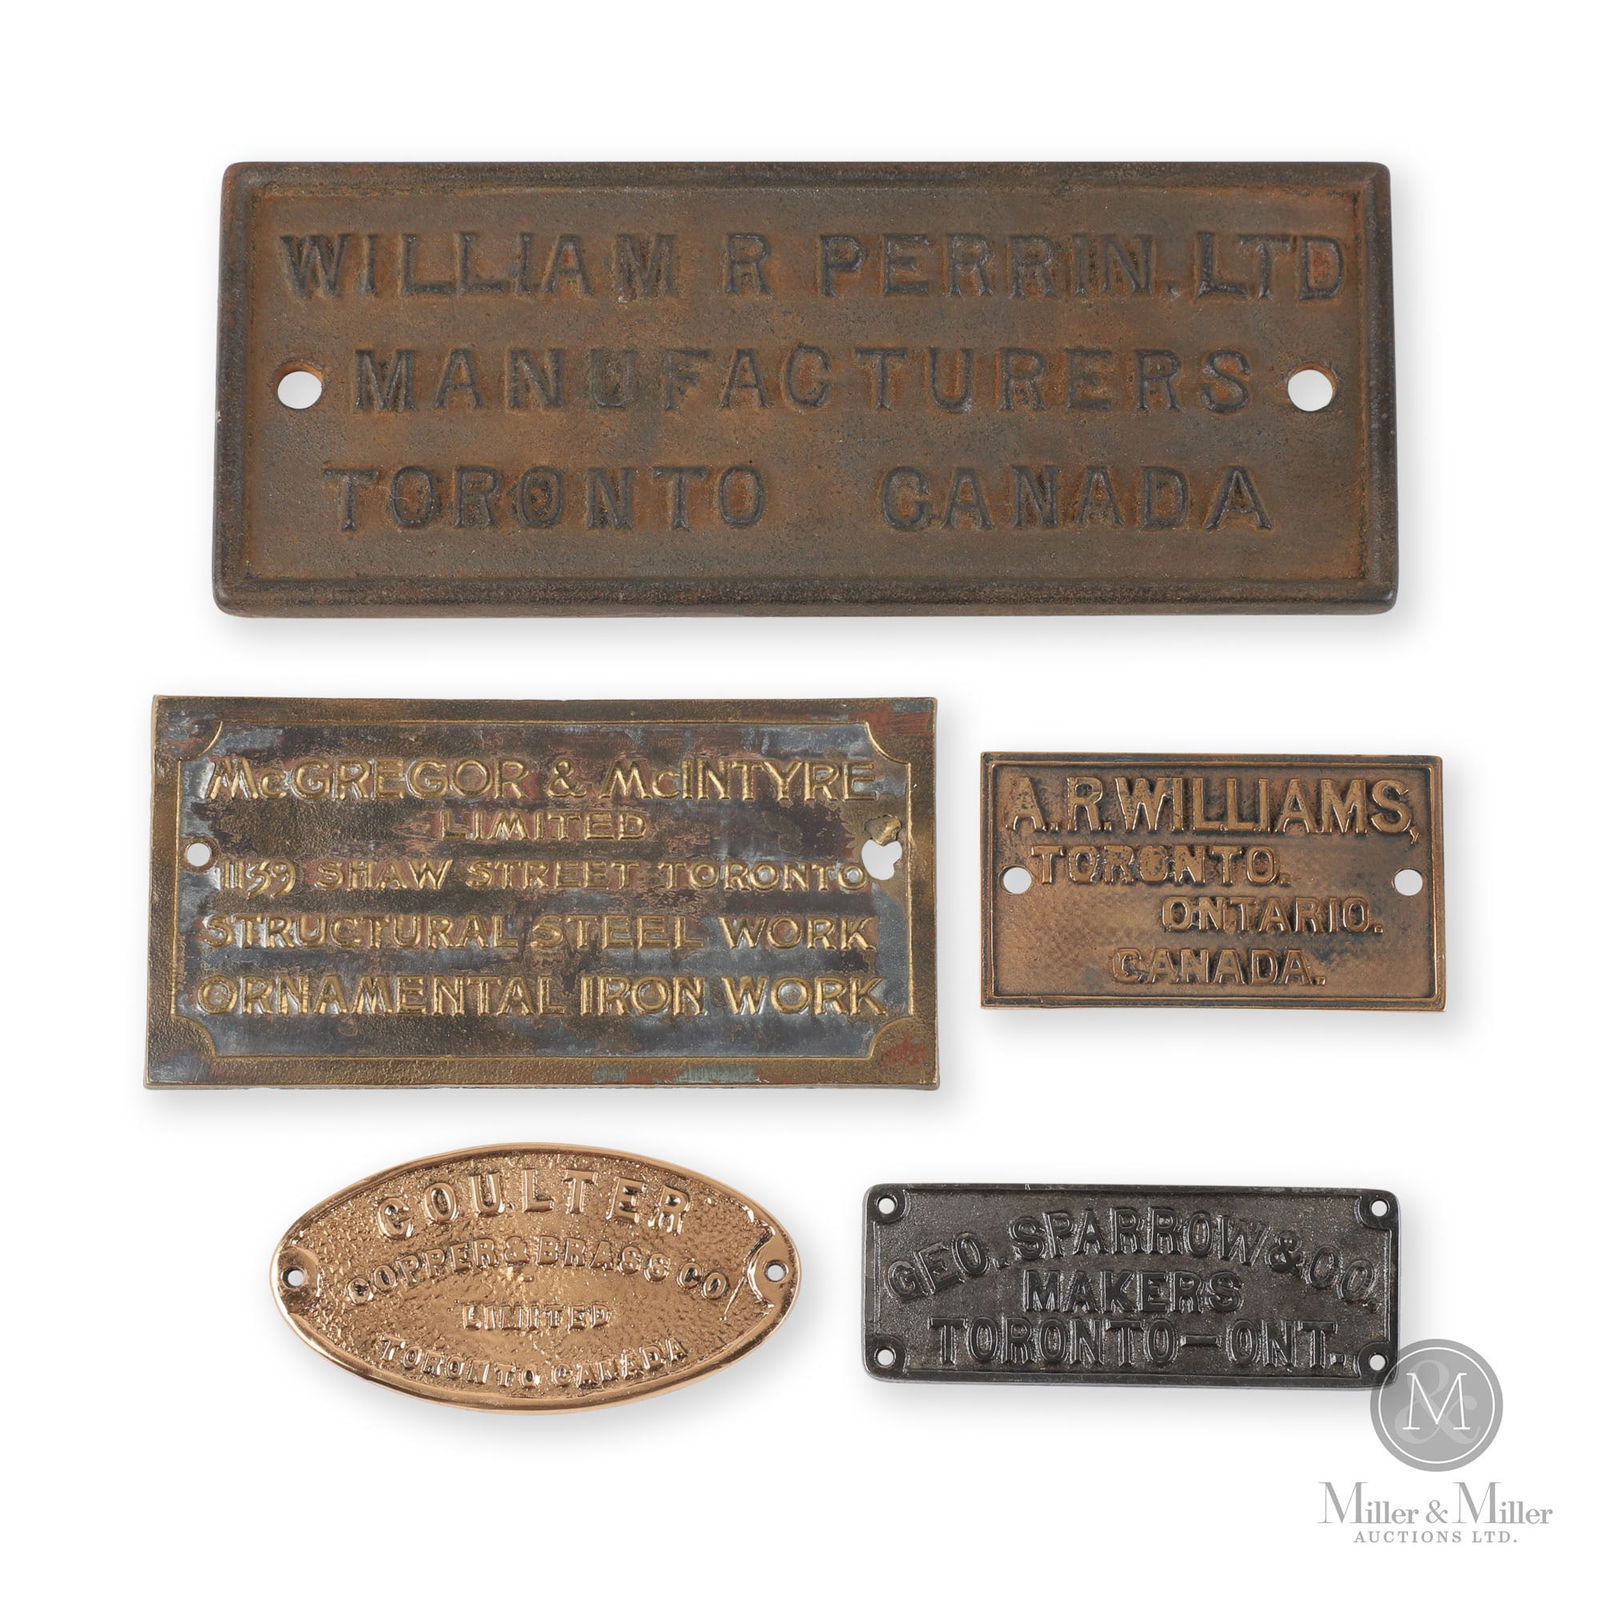 WILLIAM R PERRIN. LTD
MANUFACTURERS
TORONTO CANADA
McGREGOR & McINTYRE
LIMITED
1139 SHAW STREET TORONTO
STRUCTURAL STEEL WORK
ORNAMENTAL IRON WORK
A.R. WILLIAMS,
TORONTO.
ONTARIO.
CANADA.
COULTER
COPPER & BRASS CO
LIMITED
TORONTO CANADA
GEO. SPARROW & CO.
MAKERS
TORONTO-ONT.
M&M
Miller & Miller
AUCTIONS LTD.